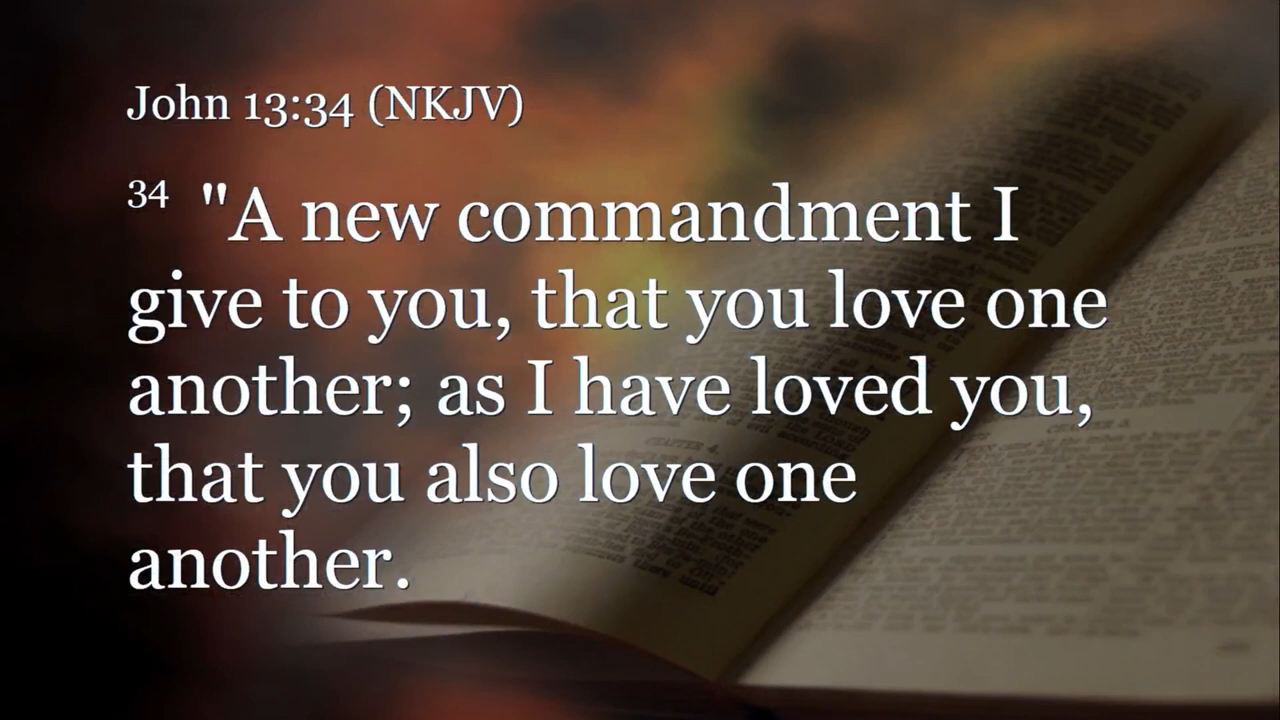 John 13:34 (NKJV)
34 "A new commandment I
give to you, that you love one
another; as I have loved you,
that you also love one
another.